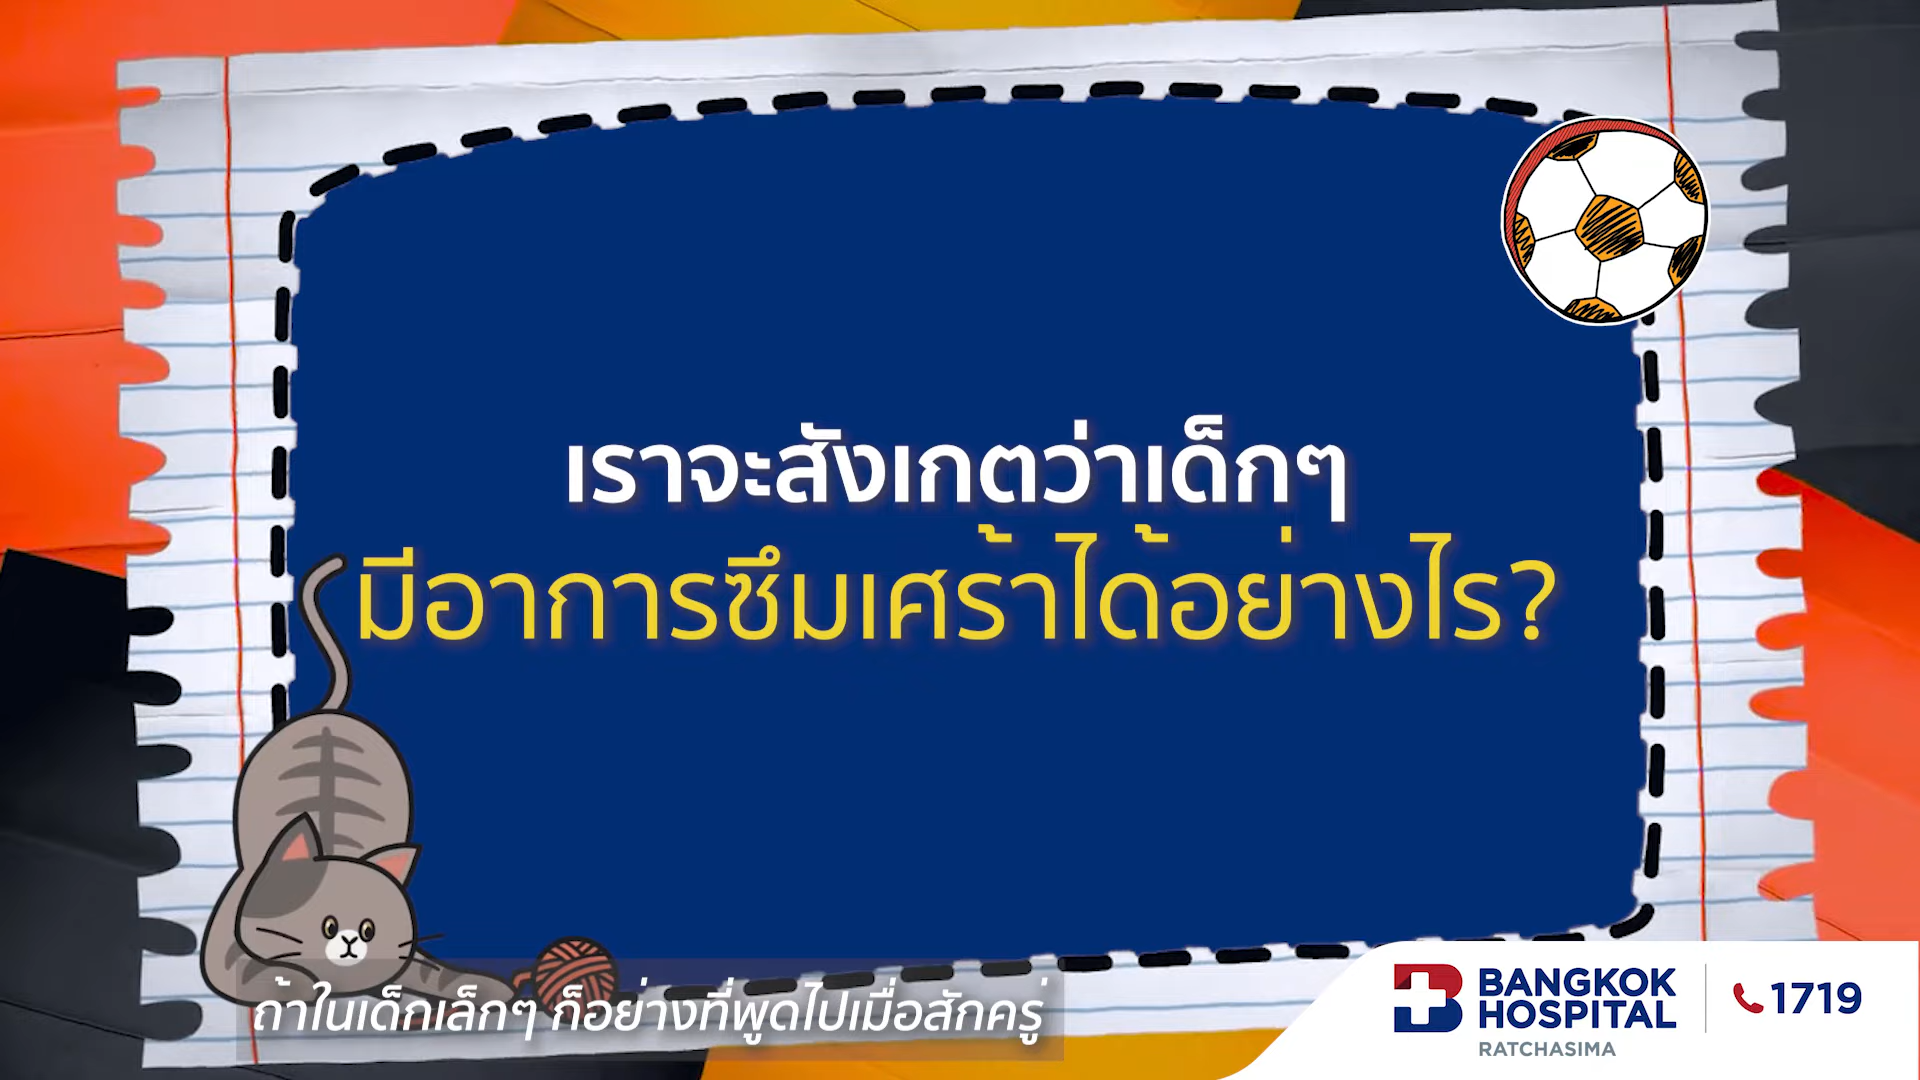 เราจะสังเกตว่าเด็กๆ
มีอาการซึมเศร้าได้อย่างไร?
ถ้าในเด็กเล็กๆ ก็อย่างที่พูดไปเมื่อสักครู่
BANGKOK
HOSPITAL
RATCHASIMA
1719